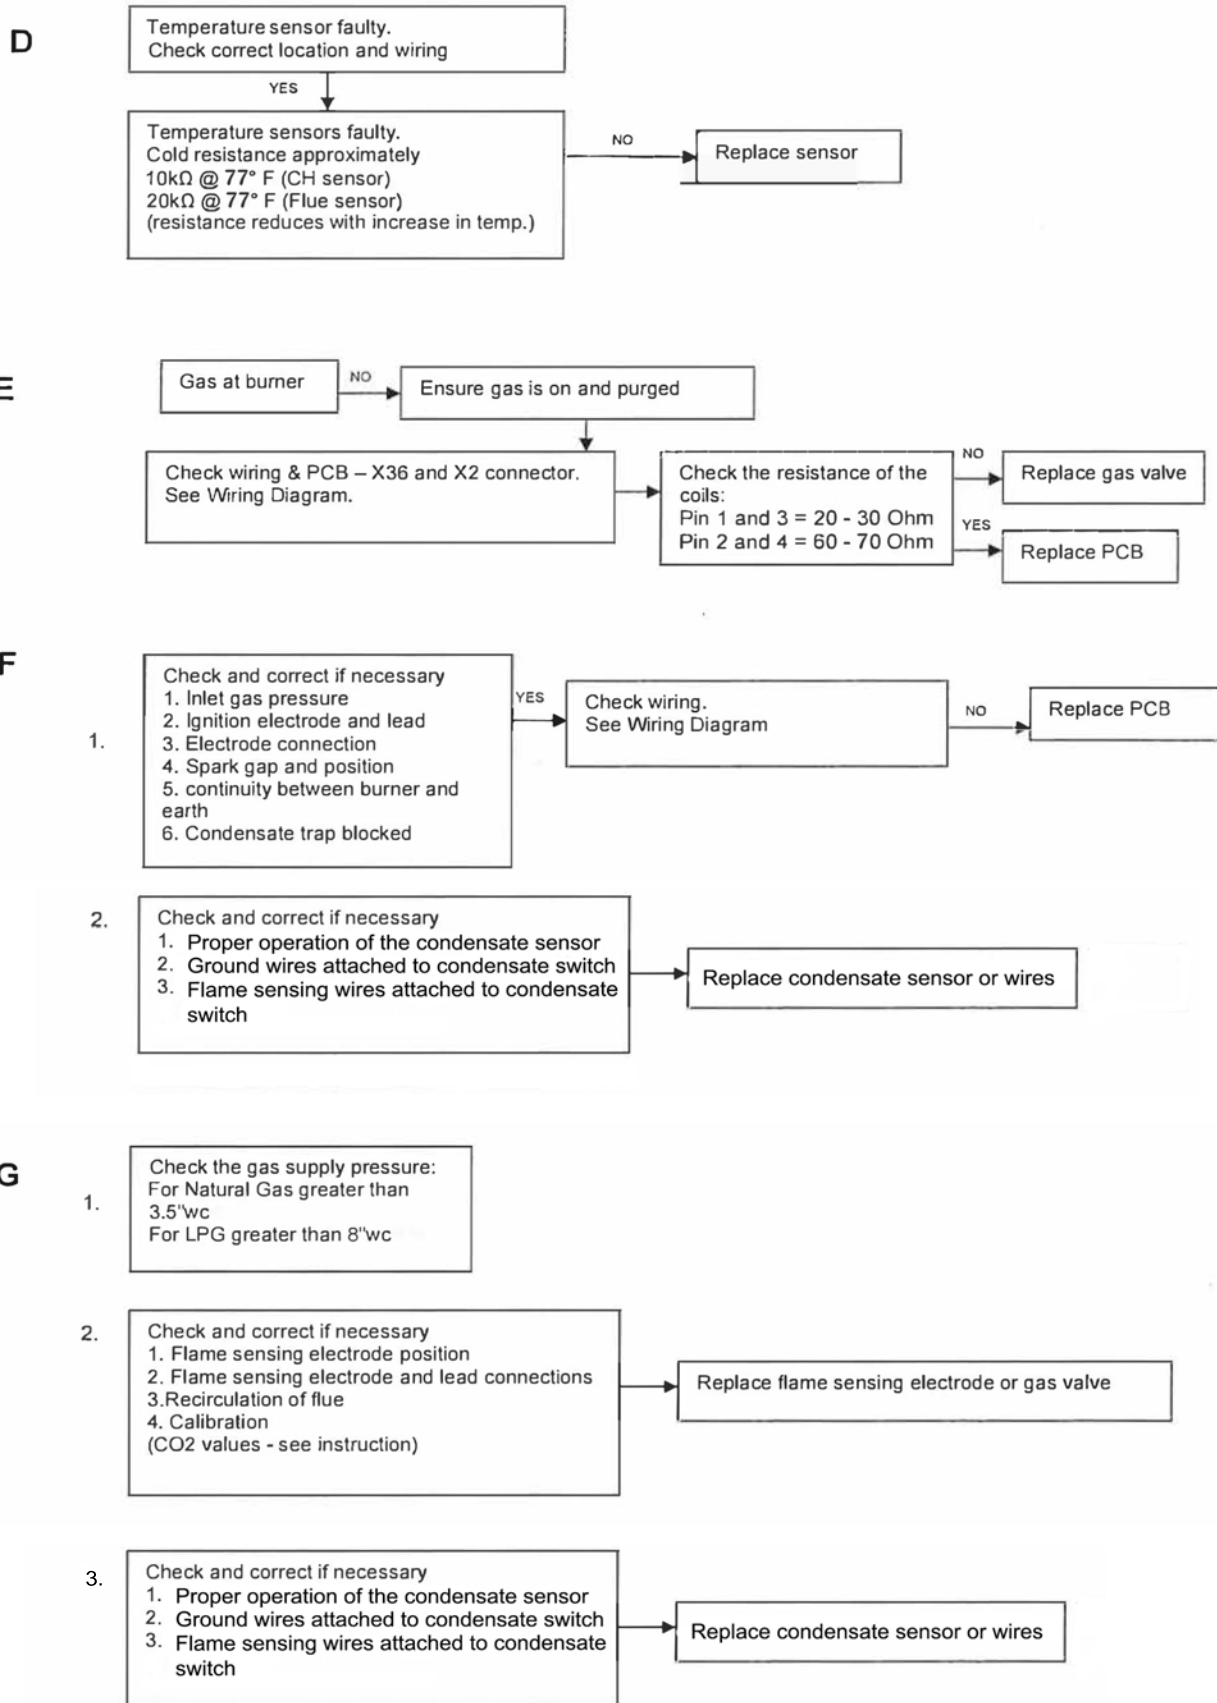 D
Temperature sensor faulty.
Check correct location and wiring
YES
Temperature sensors faulty.
Cold resistance approximately
10kΩ @ 77° F (CH sensor)
20kΩ @ 77° F (Flue sensor)
(resistance reduces with increase in temp.)
NO
Replace sensor
E
Gas at burner
NO
Ensure gas is on and purged
Check wiring & PCB – X36 and X2 connector.
See Wiring Diagram.
Check the resistance of the
coils:
Pin 1 and 3 = 20 - 30 Ohm
Pin 2 and 4 = 60 - 70 Ohm
NO
Replace gas valve
YES
Replace PCB
F
1.
Check and correct if necessary
1. Inlet gas pressure
2. Ignition electrode and lead
3. Electrode connection
4. Spark gap and position
5. continuity between burner and
earth
6. Condensate trap blocked
YES
Check wiring.
See Wiring Diagram
NO
Replace PCB
2.
Check and correct if necessary
1. Proper operation of the condensate sensor
2. Ground wires attached to condensate switch
3. Flame sensing wires attached to condensate
switch
Replace condensate sensor or wires
G
1.
Check the gas supply pressure:
For Natural Gas greater than
3.5"wc
For LPG greater than 8"wc
2.
Check and correct if necessary
1. Flame sensing electrode position
2. Flame sensing electrode and lead connections
3.Recirculation of flue
4. Calibration
(CO2 values - see instruction)
Replace flame sensing electrode or gas valve
3.
Check and correct if necessary
1. Proper operation of the condensate sensor
2. Ground wires attached to condensate switch
3. Flame sensing wires attached to condensate
switch
Replace condensate sensor or wires